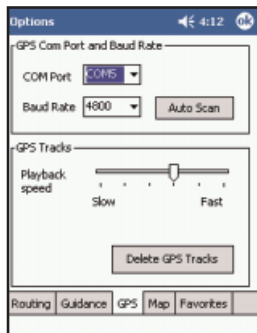 Options 4:12 ok
GPS Com Port and Baud Rate
COM Port COM5
Baud Rate 4800 Auto Scan
GPS Tracks
Playback speed
Slow Fast
Delete GPS Tracks
Routing Guidance GPS Map Favorites